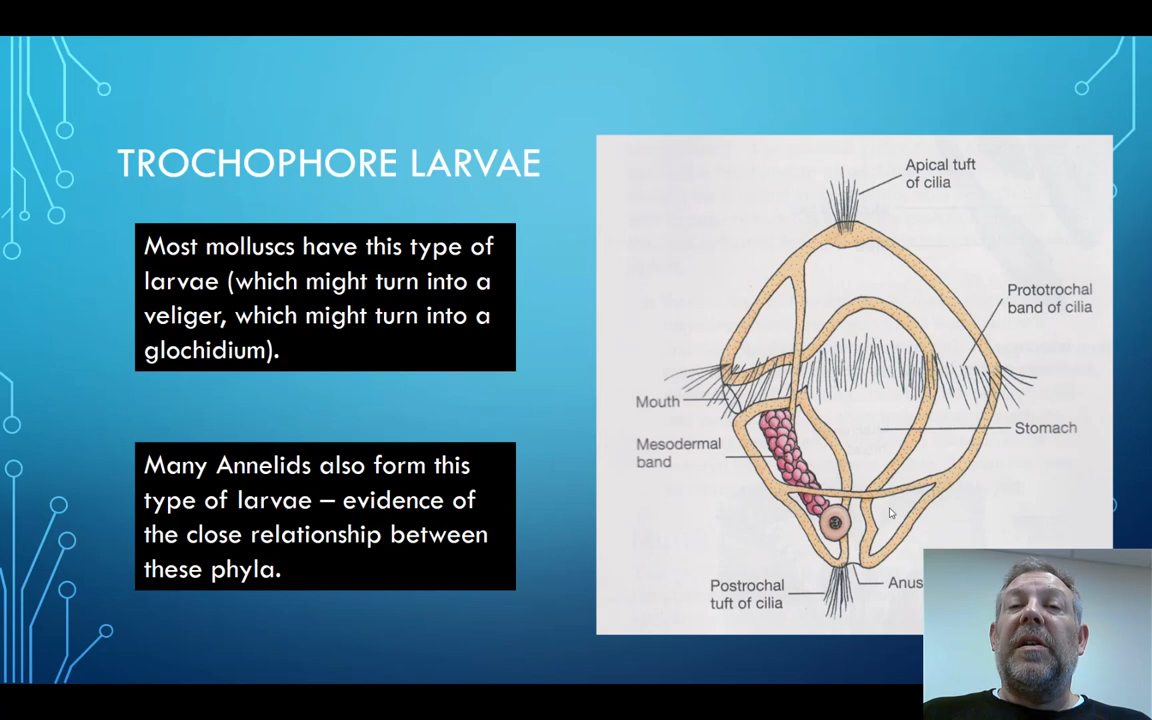 TROCHOPHORE LARVAE
Most molluscs have this type of
larvae (which might turn into a
veliger, which might turn into a
glochidium).
Many Annelids also form this
type of larvae – evidence of
the close relationship between
these phyla.
Apical tuft
of cilia
Prototrochal
band of cilia
Mouth
Mesodermal
band
Stomach
Postrochal
tuft of cilia
Anus